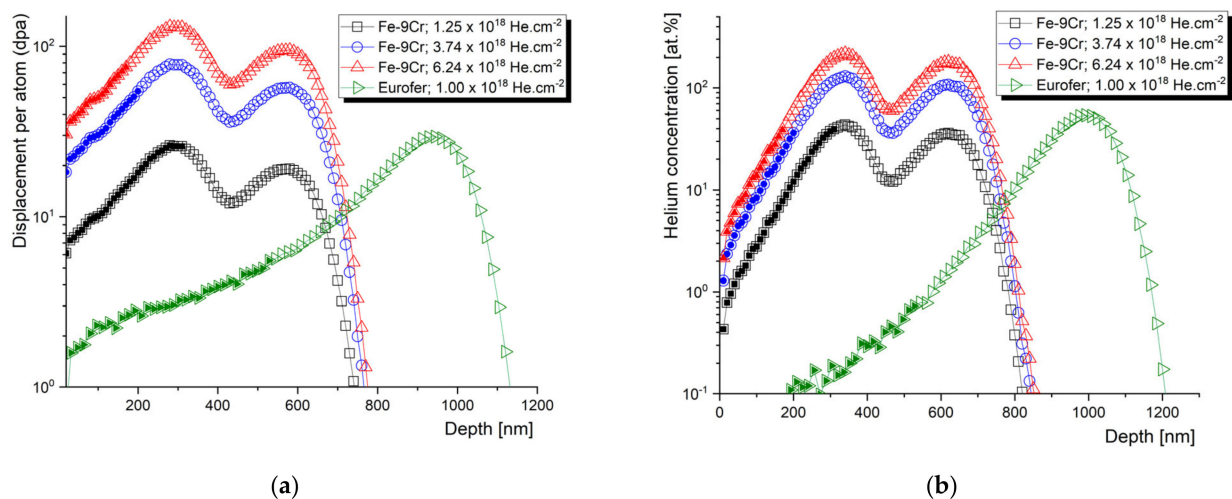 Displacement per atom (dpa)
10²
10¹
10⁰
200 400 600 800 1000 1200
Depth [nm]
Fe-9Cr; 1.25 x 10¹⁸ He.cm⁻²
Fe-9Cr; 3.74 x 10¹⁸ He.cm⁻²
Fe-9Cr; 6.24 x 10¹⁸ He.cm⁻²
Eurofer; 1.00 x 10¹⁸ He.cm⁻²
(a)
Helium concentration [at.%]
10²
10¹
10⁰
10⁻¹
0 200 400 600 800 1000 1200
Depth [nm]
Fe-9Cr; 1.25 x 10¹⁸ He.cm⁻²
Fe-9Cr; 3.74 x 10¹⁸ He.cm⁻²
Fe-9Cr; 6.24 x 10¹⁸ He.cm⁻²
Eurofer; 1.00 x 10¹⁸ He.cm⁻²
(b)